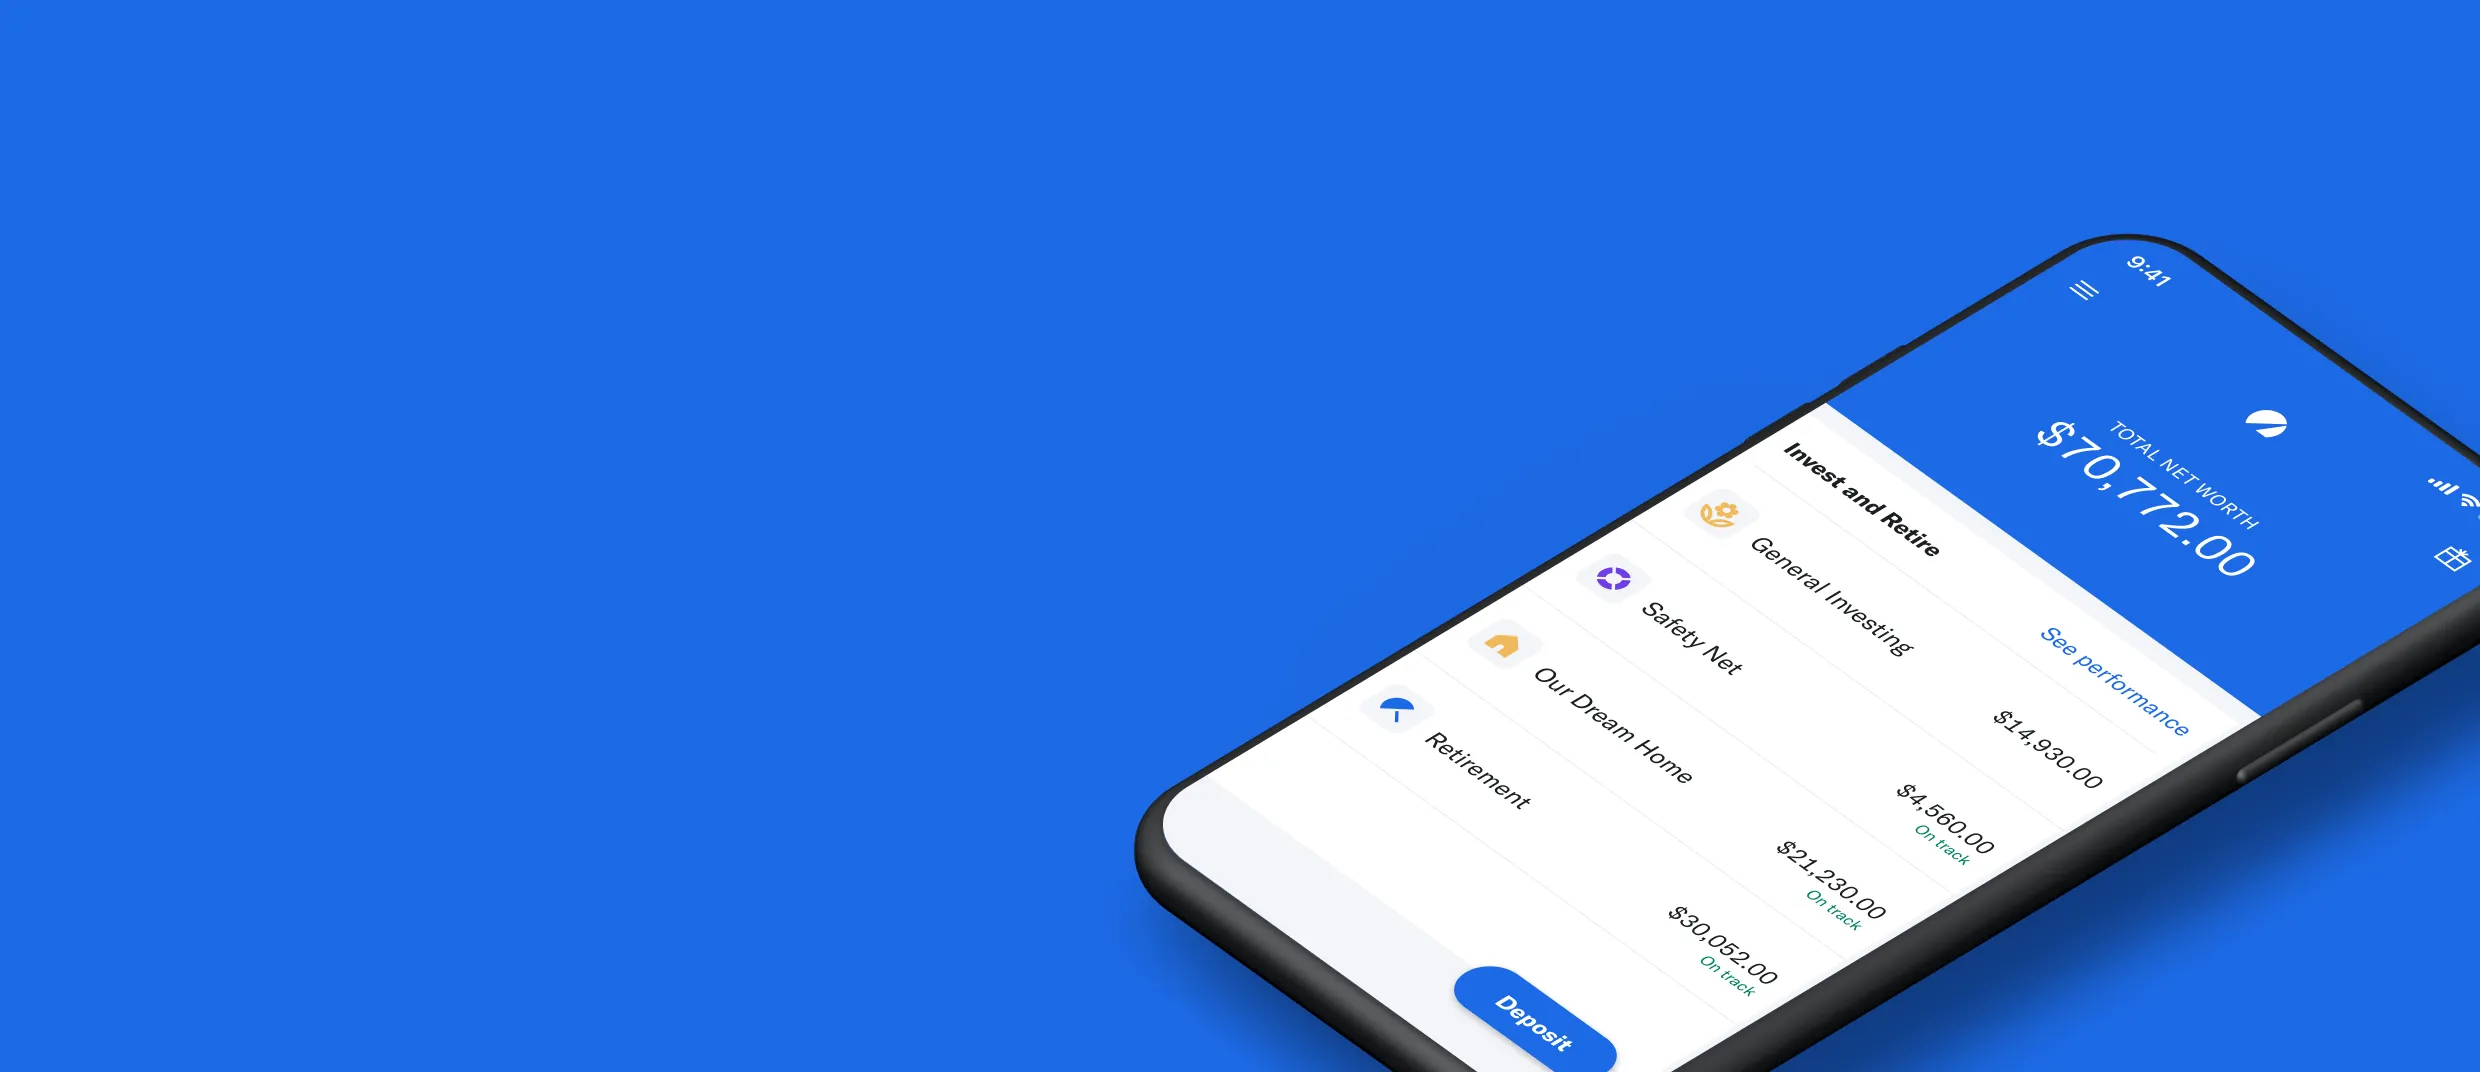 9:41
TOTAL NET WORTH
$70,772.00
Invest and Retire
See performance
General Investing
$14,930.00
Safety Net
$4,560.00
On track
Our Dream Home
$21,230.00
On track
Retirement
$30,052.00
On track
Deposit